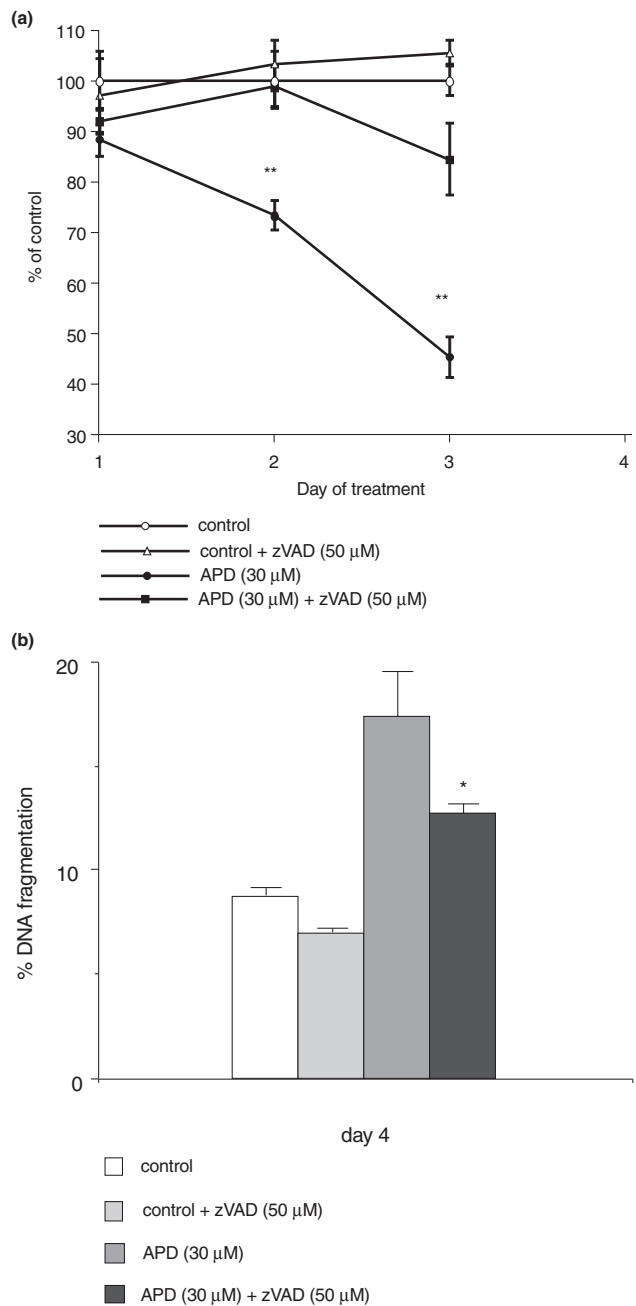 (a)
110
100
90
80
70
60
50
40
30
% of control
**
**
1 2 3 4
Day of treatment
control
control + zVAD (50 μM)
APD (30 μM)
APD (30 μM) + zVAD (50 μM)
(b)
20
10
0
% DNA fragmentation
*
day 4
control
control + zVAD (50 μM)
APD (30 μM)
APD (30 μM) + zVAD (50 μM)